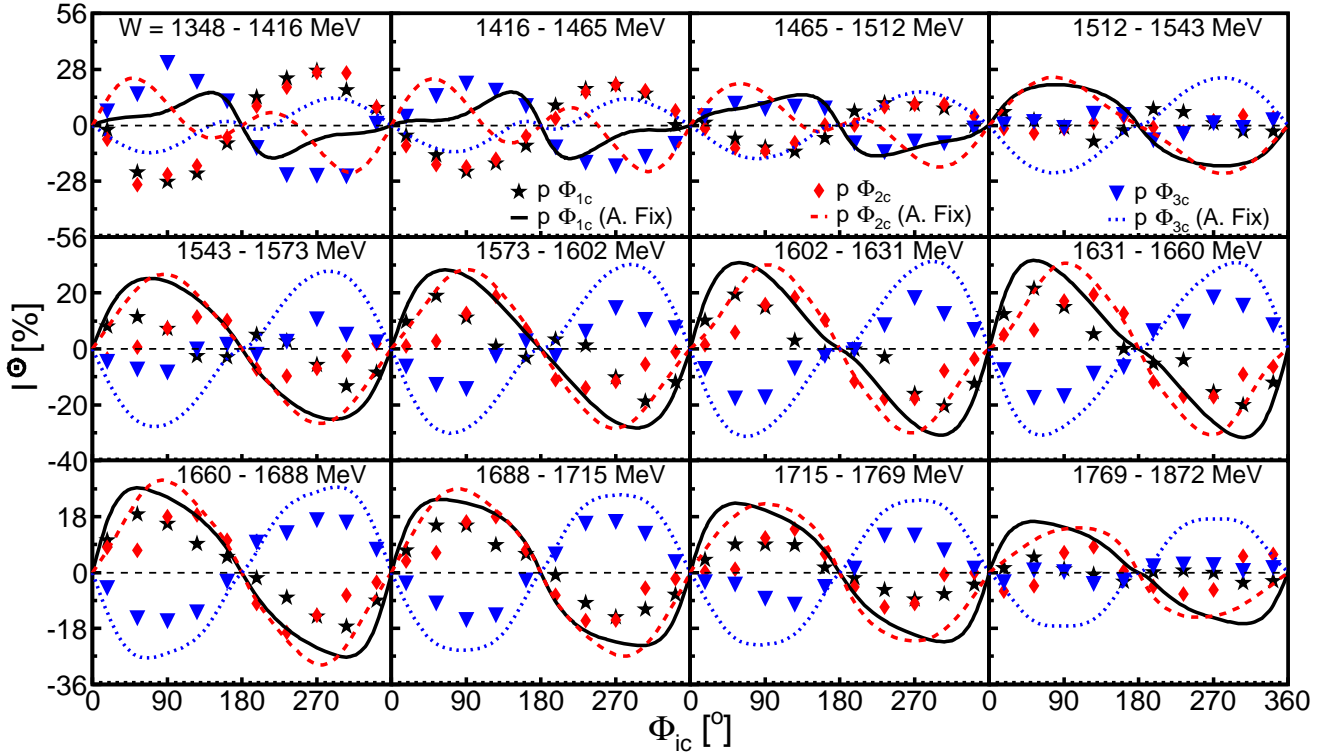 W = 1348 - 1416 MeV
1416 - 1465 MeV
1465 - 1512 MeV
1512 - 1543 MeV
56
28
0
-28
-56
p Φ1c
p Φ1c (A. Fix)
p Φ2c
p Φ2c (A. Fix)
p Φ3c
p Φ3c (A. Fix)
1543 - 1573 MeV
1573 - 1602 MeV
1602 - 1631 MeV
1631 - 1660 MeV
20
0
-20
-40
I⊙ [%]
1660 - 1688 MeV
1688 - 1715 MeV
1715 - 1769 MeV
1769 - 1872 MeV
18
0
-18
-36
0 90 180 270 0 90 180 270 0 90 180 270 0 90 180 270 360
Φic [°]